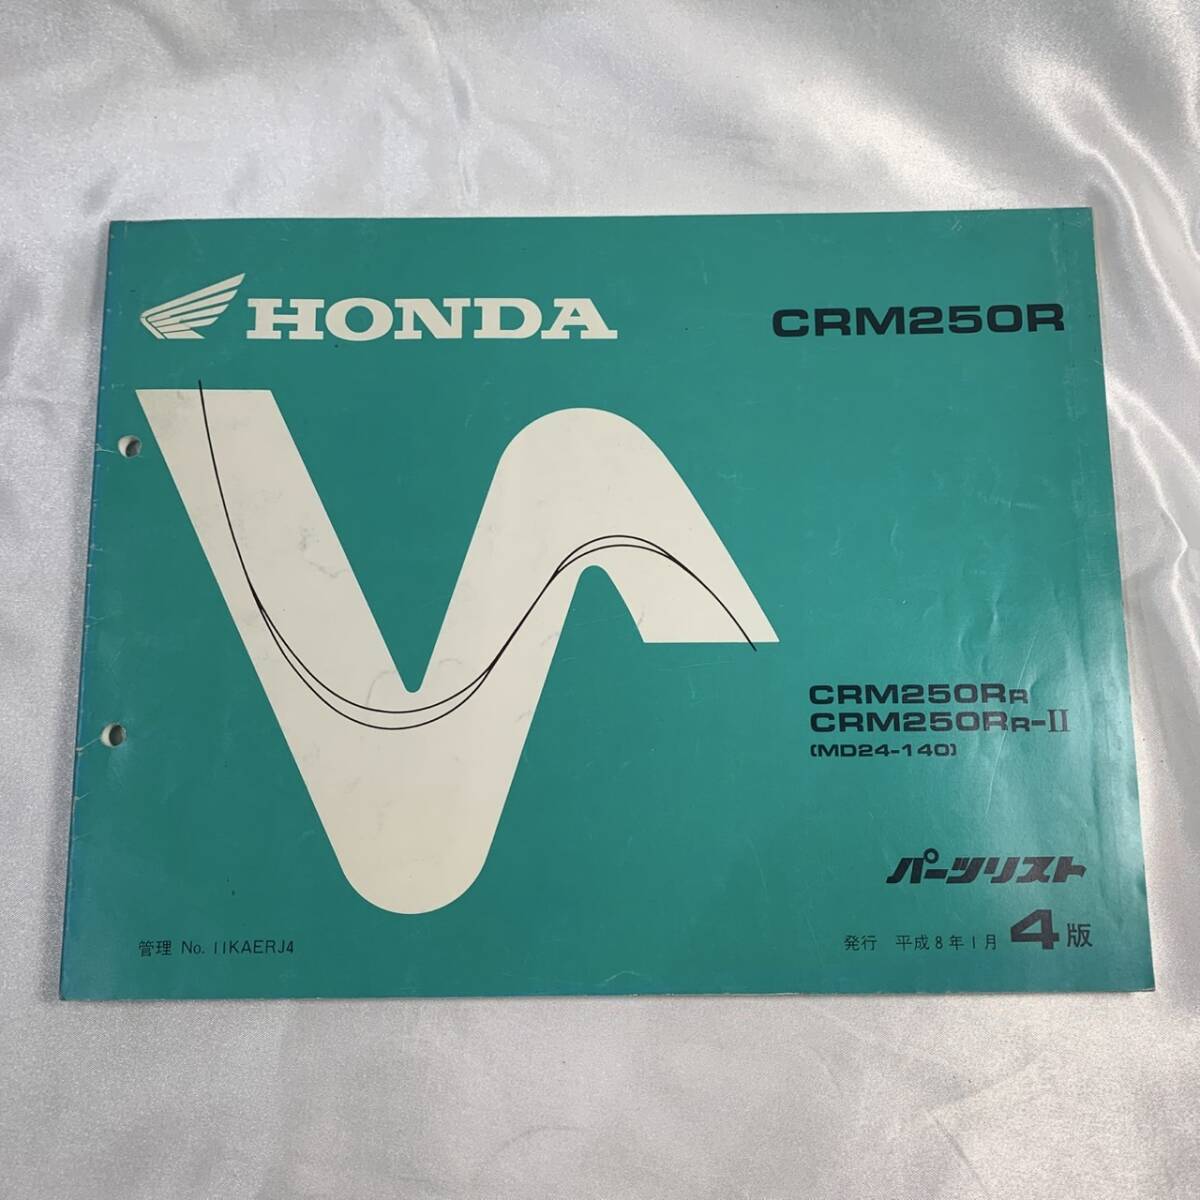 HONDA
CRM250R
CRM250RR
CRM250RR-II
(MD24-140)
パーツリスト
管理 No. 11KAERJ4
発行 平成8年1月 4版